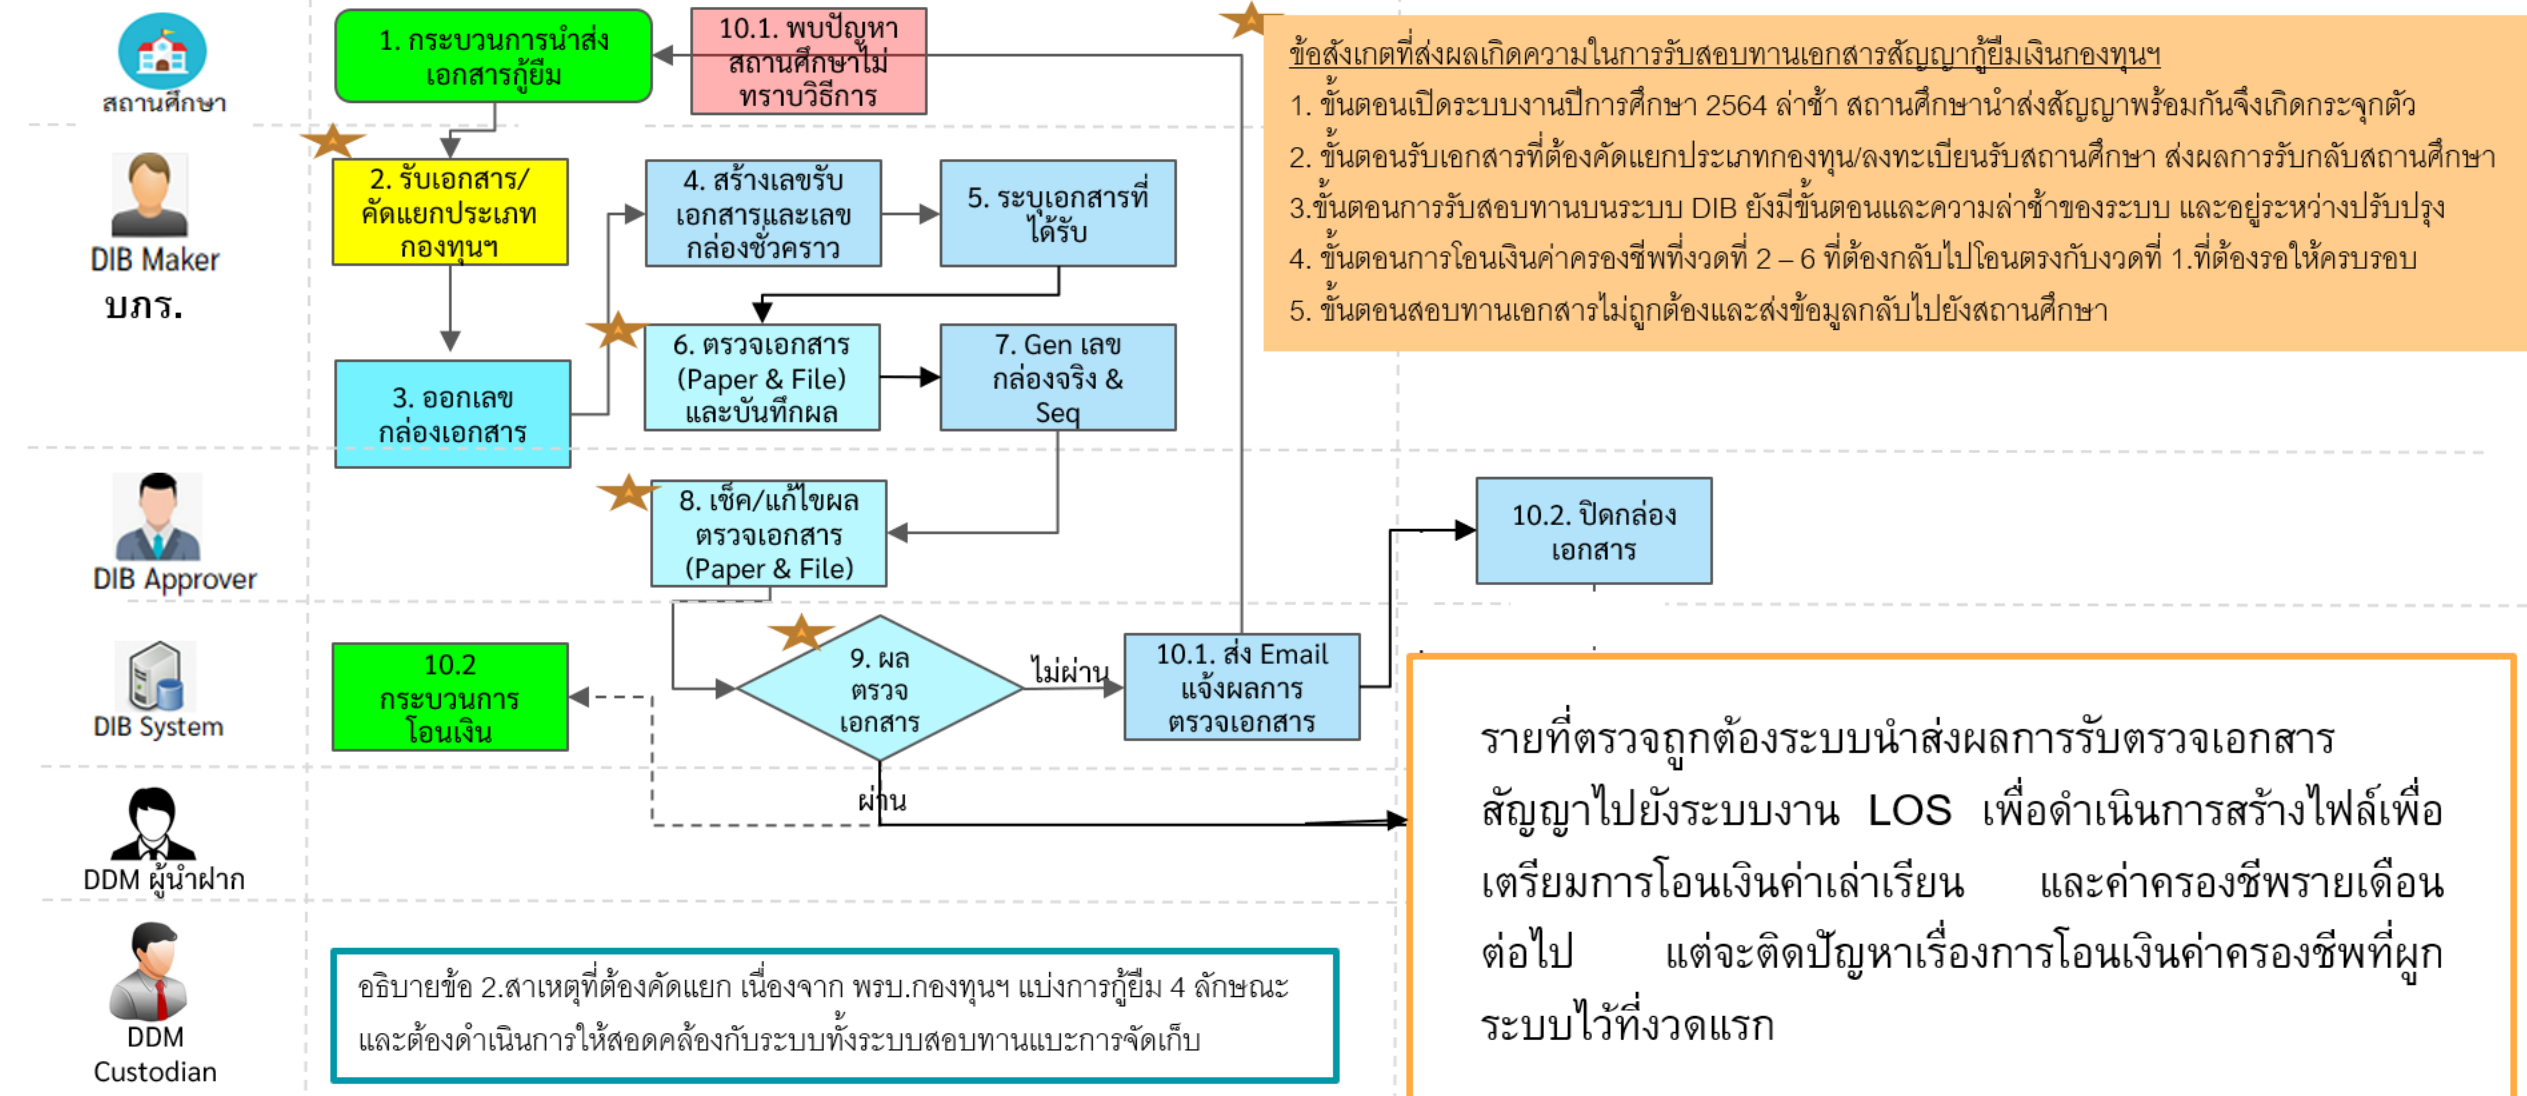 สถานศึกษา
1. กระบวนการนำส่ง
เอกสารกู้ยืม
10.1. พบปัญหา
สถานศึกษาไม่
ทราบวิธีการ
ข้อสังเกตที่ส่งผลเกิดความในการรับสอบทานเอกสารสัญญากู้ยืมเงินกองทุนฯ
1. ขั้นตอนเปิดระบบงานปีการศึกษา 2564 ล่าช้า สถานศึกษานำส่งสัญญาพร้อมกันจึงเกิดกระจุกตัว
2. ขั้นตอนรับเอกสารที่ต้องคัดแยกประเภทกองทุน/ลงทะเบียนรับสถานศึกษา ส่งผลการรับกลับสถานศึกษา
3.ขั้นตอนการรับสอบทานบนระบบ DIB ยังมีขั้นตอนและความล่าช้าของระบบ และอยู่ระหว่างปรับปรุง
4. ขั้นตอนการโอนเงินค่าครองชีพที่งวดที่ 2 – 6 ที่ต้องกลับไปโอนตรงกับงวดที่ 1.ที่ต้องรอให้ครบรอบ
5. ขั้นตอนสอบทานเอกสารไม่ถูกต้องและส่งข้อมูลกลับไปยังสถานศึกษา
DIB Maker
บภร.
2. รับเอกสาร/
คัดแยกประเภท
กองทุนฯ
4. สร้างเลขรับ
เอกสารและเลข
กล่องชั่วคราว
5. ระบุเอกสารที่
ได้รับ
3. ออกเลข
กล่องเอกสาร
6. ตรวจเอกสาร
(Paper & File)
และบันทึกผล
7. Gen เลข
กล่องจริง &
Seq
DIB Approver
8. เช็ค/แก้ไขผล
ตรวจเอกสาร
(Paper & File)
10.2. ปิดกล่อง
เอกสาร
DIB System
10.2
กระบวนการ
โอนเงิน
9. ผล
ตรวจ
เอกสาร
ไม่ผ่าน
10.1. ส่ง Email
แจ้งผลการ
ตรวจเอกสาร
ผ่าน
DDM ผู้นำฝาก
รายที่ตรวจถูกต้องระบบนำส่งผลการรับตรวจเอกสาร
สัญญาไปยังระบบงาน LOS เพื่อดำเนินการสร้างไฟล์เพื่อ
เตรียมการโอนเงินค่าเล่าเรียน และค่าครองชีพรายเดือน
ต่อไป แต่จะติดปัญหาเรื่องการโอนเงินค่าครองชีพที่ผูก
ระบบไว้ที่งวดแรก
DDM
Custodian
อธิบายข้อ 2.สาเหตุที่ต้องคัดแยก เนื่องจาก พรบ.กองทุนฯ แบ่งการกู้ยืม 4 ลักษณะ
และต้องดำเนินการให้สอดคล้องกับระบบทั้งระบบสอบทานแบะการจัดเก็บ